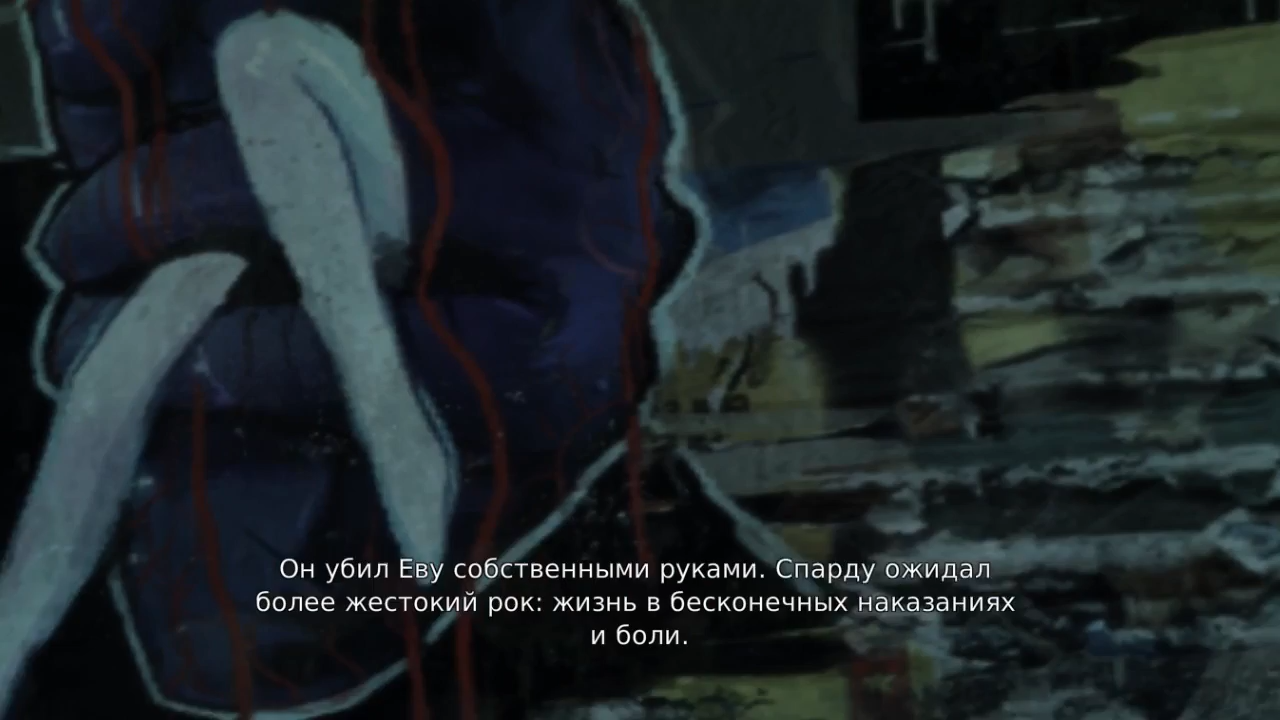 Он убил Еву собственными руками. Спарду ожидал
более жестокий рок: жизнь в бесконечных наказаниях
и боли.